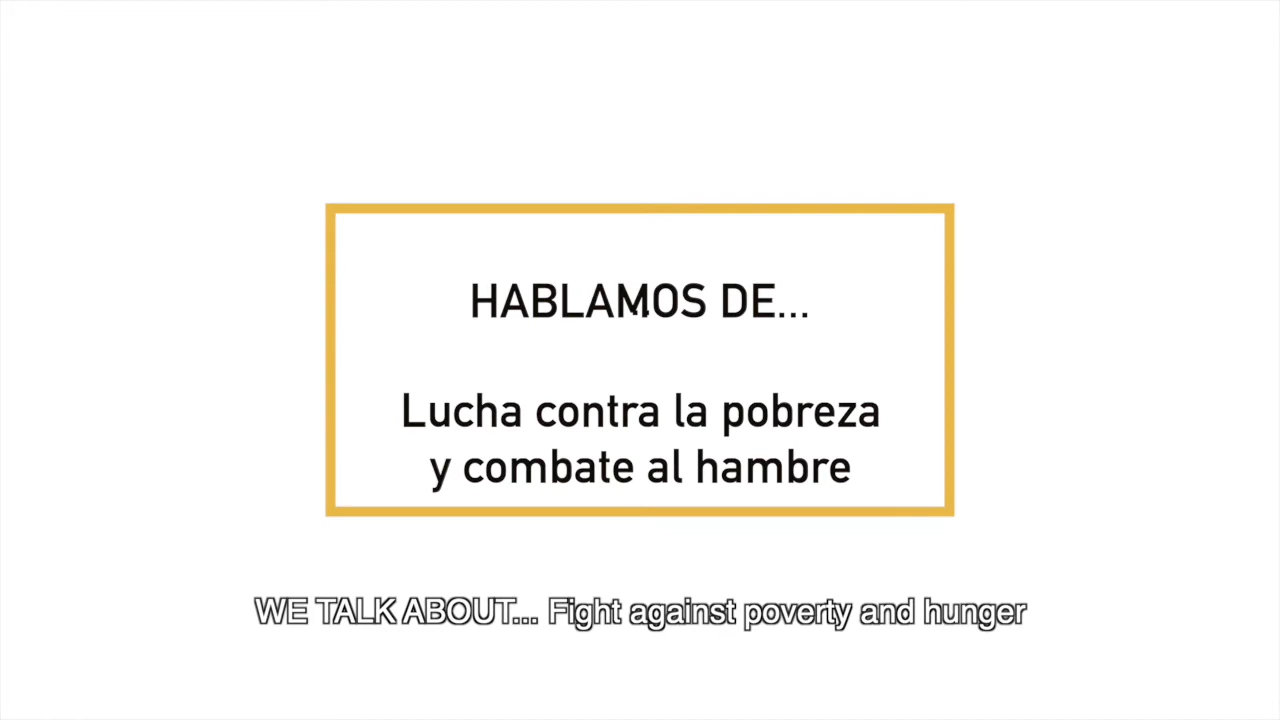 HABLAMOS DE...
Lucha contra la pobreza
y combate al hambre
WE TALK ABOUT... Fight against poverty and hunger